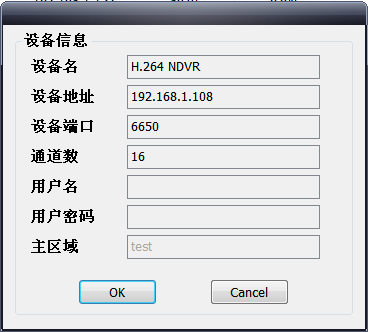 设备信息
设备名 H.264 NDVR
设备地址 192.168.1.108
设备端口 6650
通道数 16
用户名
用户密码
主区域 test
OK Cancel